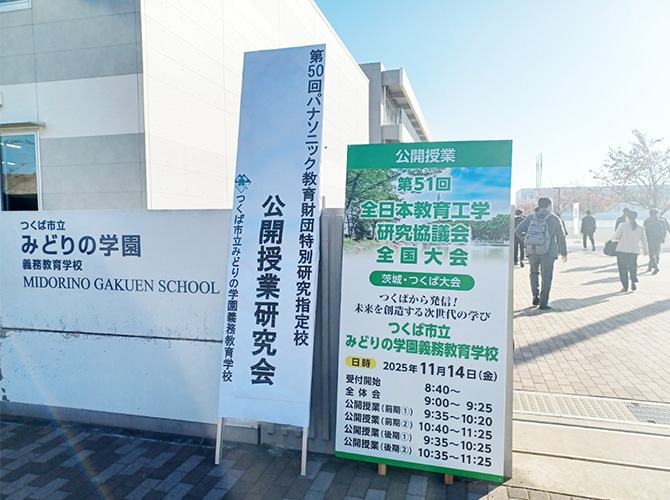 つくば市立
みどりの学園
義務教育学校
MIDORINO GAKUEN SCHOOL
第50回パナソニック教育財団特別研究指定校
公開授業研究会
つくば市立みどりの学園義務教育学校
公開授業
第51回
全日本教育工学
研究協議会
全国大会
茨城・つくば大会
つくばから発信!
未来を創造する次世代の学び
つくば市立
みどりの学園義務教育学校
日時 2025年11月14日(金)
受付開始 8:40〜
全体会 9:00〜 9:25
公開授業(前期①) 9:35〜10:20
公開授業(前期②) 10:40〜11:25
公開授業(後期①) 9:35〜10:25
公開授業(後期②) 10:35〜11:25